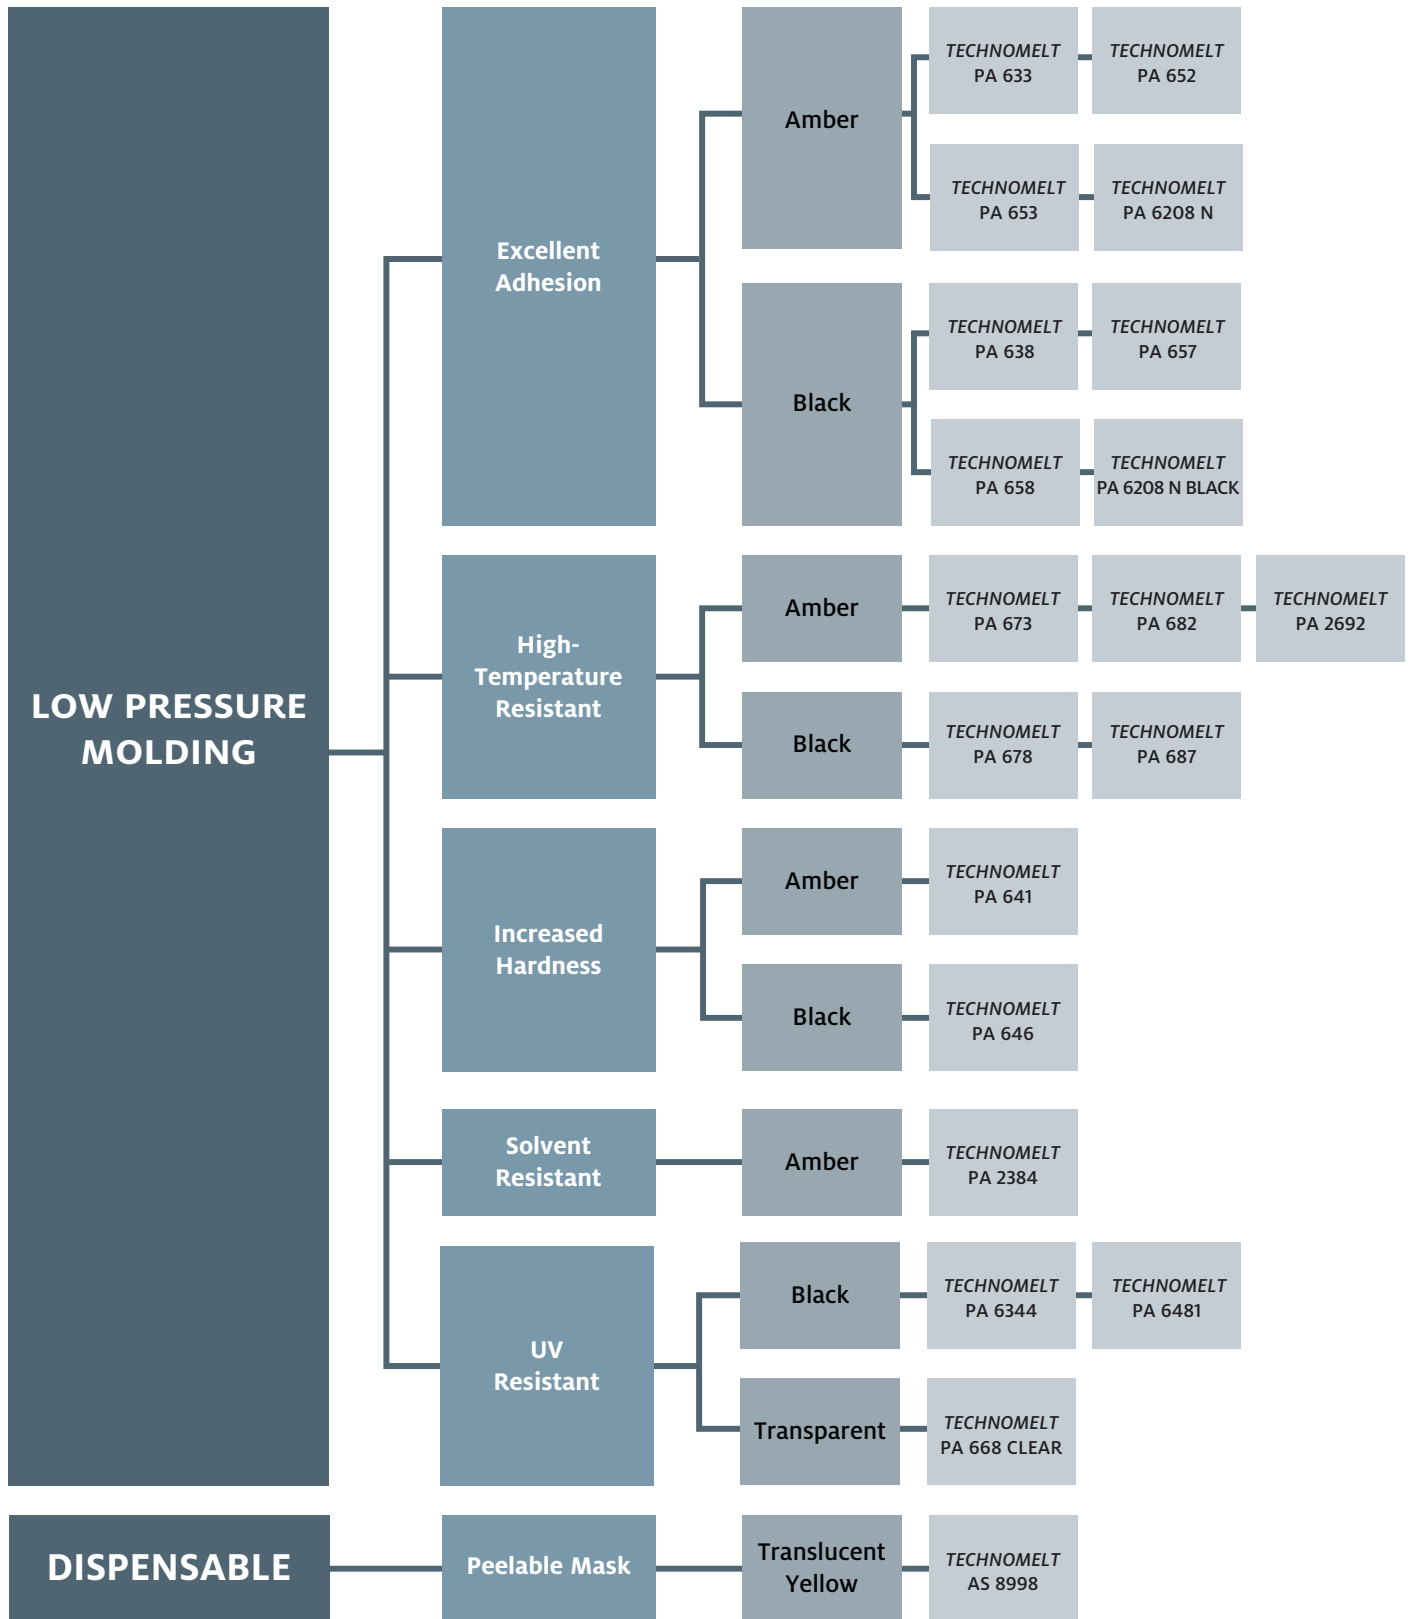 LOW PRESSURE
MOLDING
Excellent
Adhesion
Amber
TECHNOMELT
PA 633
TECHNOMELT
PA 652
TECHNOMELT
PA 653
TECHNOMELT
PA 6208 N
Black
TECHNOMELT
PA 638
TECHNOMELT
PA 657
TECHNOMELT
PA 658
TECHNOMELT
PA 6208 N BLACK
High-
Temperature
Resistant
Amber
TECHNOMELT
PA 673
TECHNOMELT
PA 682
TECHNOMELT
PA 2692
Black
TECHNOMELT
PA 678
TECHNOMELT
PA 687
Increased
Hardness
Amber
TECHNOMELT
PA 641
Black
TECHNOMELT
PA 646
Solvent
Resistant
Amber
TECHNOMELT
PA 2384
UV
Resistant
Black
TECHNOMELT
PA 6344
TECHNOMELT
PA 6481
Transparent
TECHNOMELT
PA 668 CLEAR
DISPENSABLE
Peelable Mask
Translucent
Yellow
TECHNOMELT
AS 8998